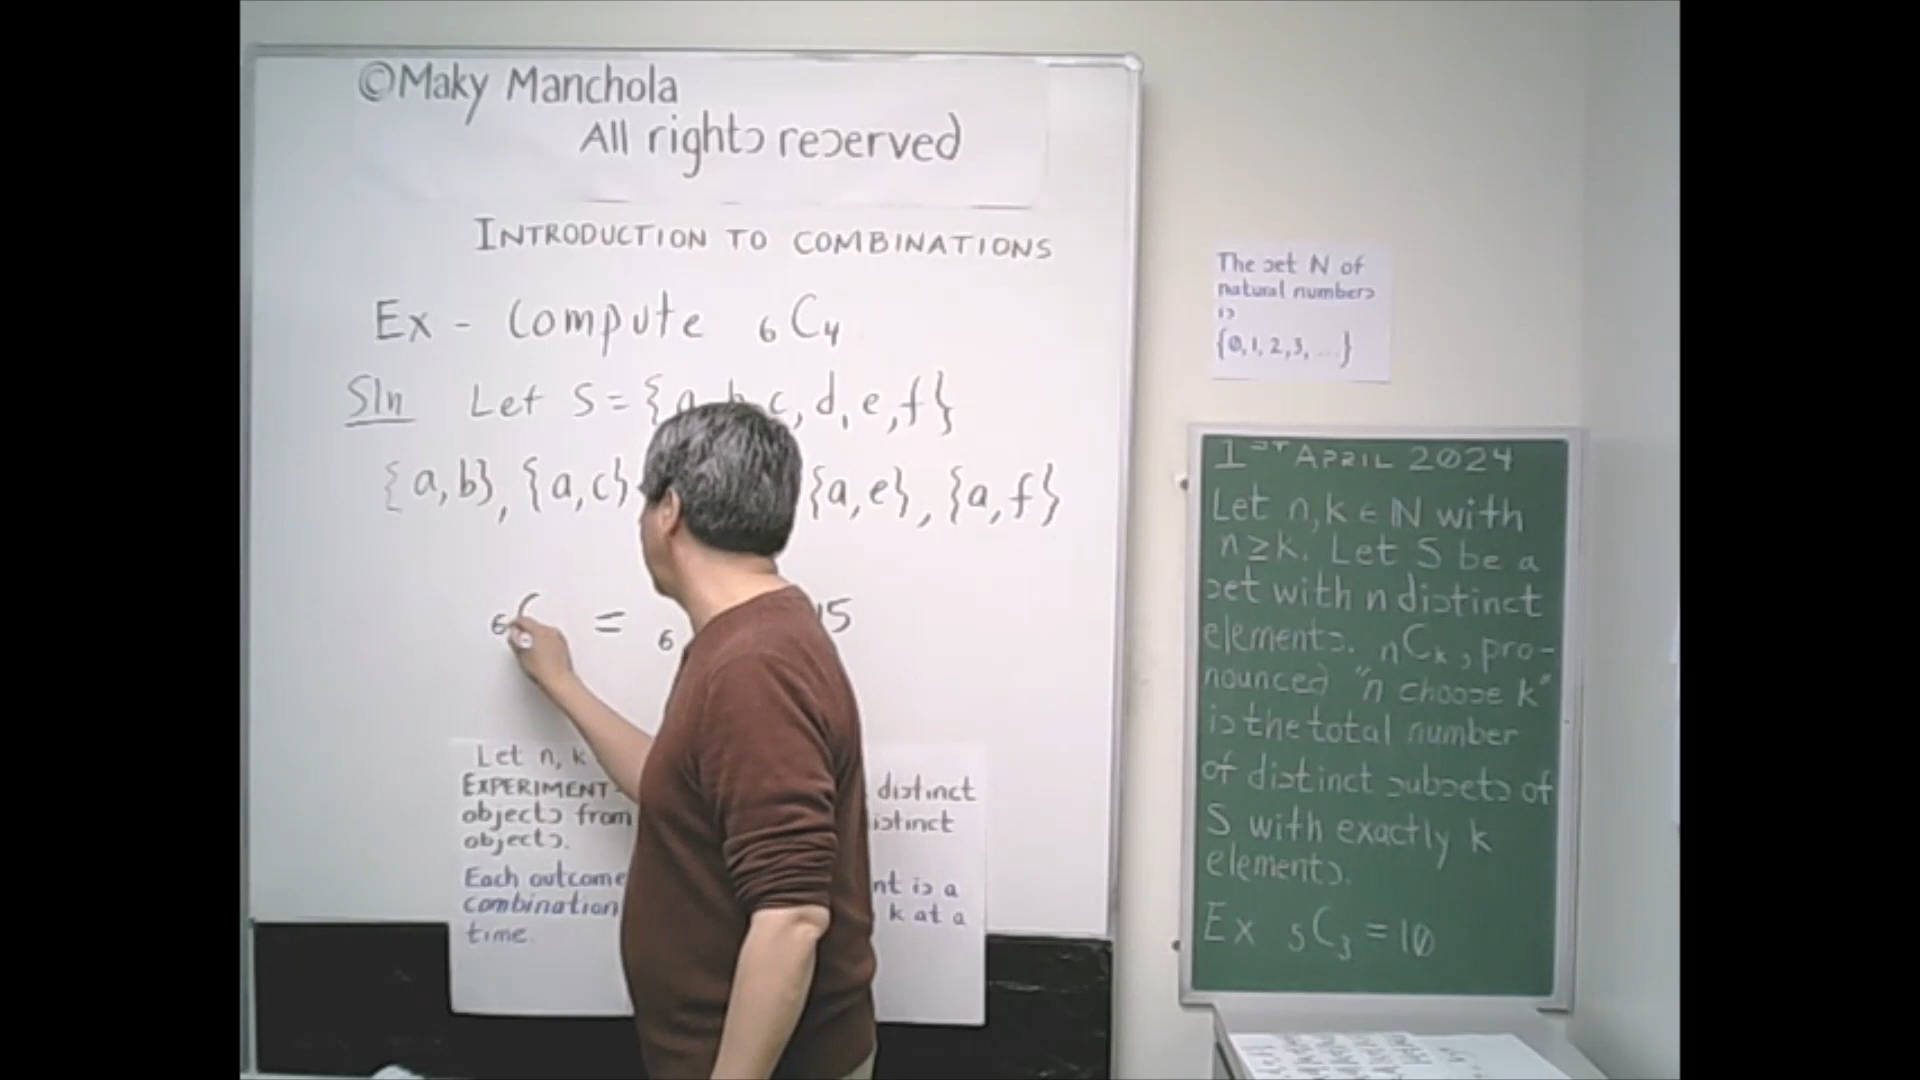 ©Maky Manchola
All rights reserved
INTRODUCTION TO COMBINATIONS
Ex - Compute ₆C₄
Sln Let S = {a, b, c, d, e, f}
{a, b}, {a, c} {a, e}, {a, f}
₆C = ₆ 15
Let n, k
EXPERIMENT distinct
objects from distinct
objects.
Each outcome is a
combination k at a
time.
The set N of
natural numbers
is
{0, 1, 2, 3, ...}
1ST APRIL 2024
Let n, k ∈ N with
n ≥ k. Let S be a
set with n distinct
elements. nCₖ, pro-
nounced "n choose k"
is the total number
of distinct subsets of
S with exactly k
elements.
Ex ₅C₃ = 10